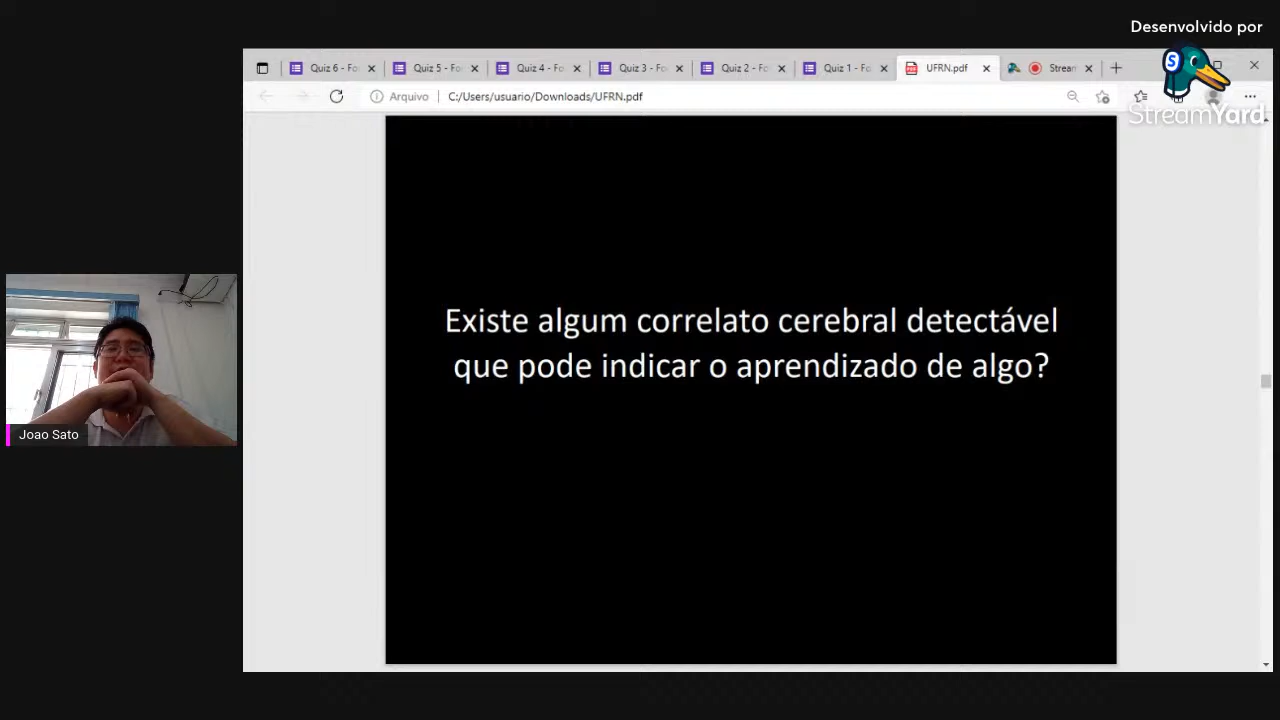 Desenvolvido por
StreamYard
Quiz 6 - Fo
Quiz 5 - Fo
Quiz 4 - Fo
Quiz 3 - Fo
Quiz 2 - Fo
Quiz 1 - Fo
UFRN.pdf
Stream
Arquivo
C:/Users/usuario/Downloads/UFRN.pdf
Existe algum correlato cerebral detectável
que pode indicar o aprendizado de algo?
Joao Sato